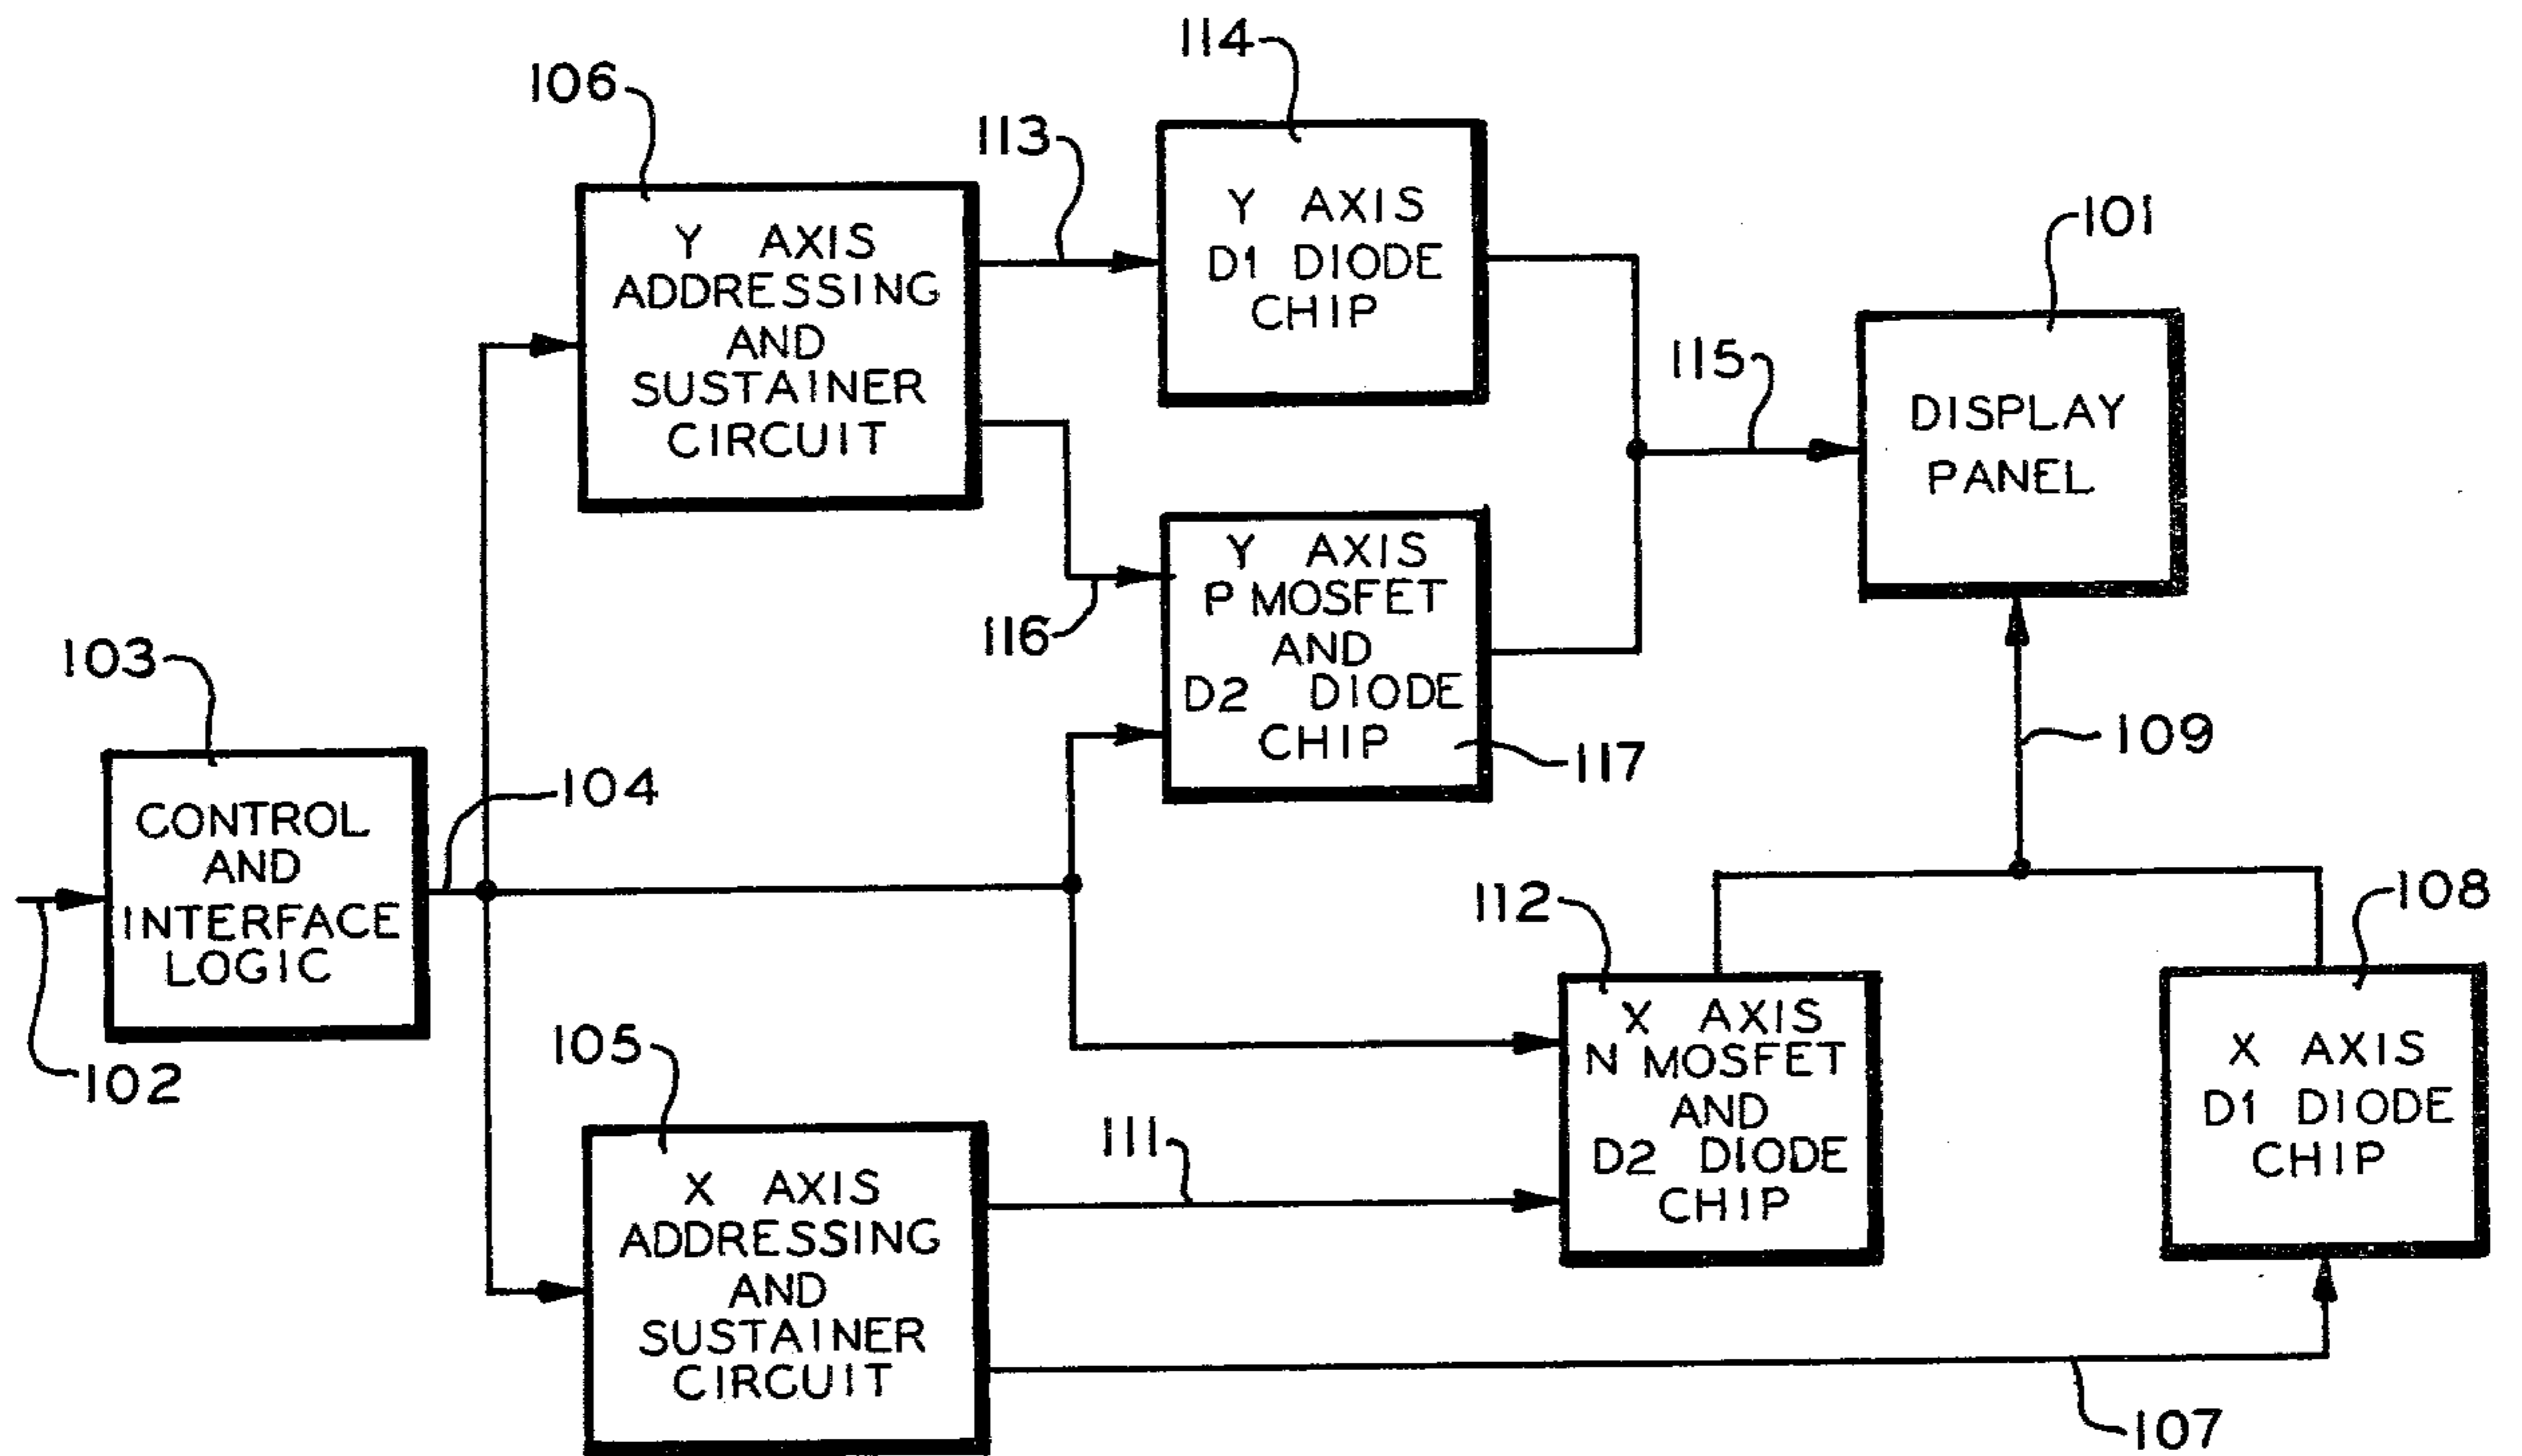 114
106
113
Y AXIS
D1 DIODE
CHIP
101
Y AXIS
ADDRESSING
AND
SUSTAINER
CIRCUIT
115
DISPLAY
PANEL
116
Y AXIS
P MOSFET
AND
D2 DIODE
CHIP
117
103
104
109
CONTROL
AND
INTERFACE
LOGIC
102
112
108
105
X AXIS
N MOSFET
AND
D2 DIODE
CHIP
X AXIS
D1 DIODE
CHIP
111
X AXIS
ADDRESSING
AND
SUSTAINER
CIRCUIT
107